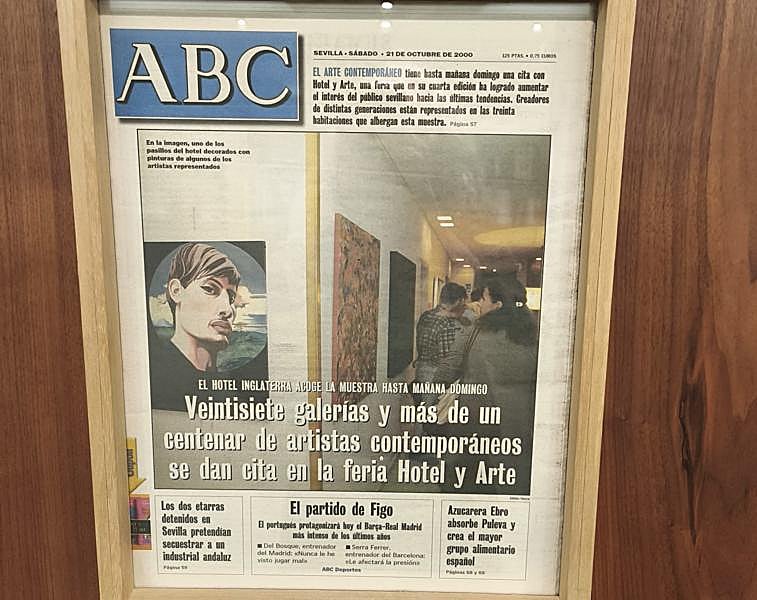 ABC
SEVILLA • SÁBADO • 21 DE OCTUBRE DE 2000
125 PTAS. • 0,75 EUROS
EL ARTE CONTEMPORÁNEO tiene hasta mañana domingo una cita con
Hotel y Arte, una feria que en su cuarta edición ha logrado aumentar
el interés del público sevillano hacia las últimas tendencias. Creadores
de distintas generaciones están representados en las treinta
habitaciones que albergan esta muestra. Página 57
En la imagen, uno de los
pasillos del hotel decorados con
pinturas de algunos de los
artistas representados
EL HOTEL INGLATERRA ACOGE LA MUESTRA HASTA MAÑANA DOMINGO
Veintisiete galerías y más de un
centenar de artistas contemporáneos
se dan cita en la feria Hotel y Arte
Los dos etarras
detenidos en
Sevilla pretendían
secuestrar a un
industrial andaluz
Página 59
El partido de Figo
El portugués protagonizará hoy el Barça-Real Madrid
más intenso de los últimos años
■ Del Bosque, entrenador
del Madrid: «Nunca le he
visto jugar mal»
■ Serra Ferrer,
entrenador del Barcelona:
«Le afectará la presión»
ABC Deportes
Azucarera Ebro
absorbe Puleva y
crea el mayor
grupo alimentario
español
Páginas 68 y 69